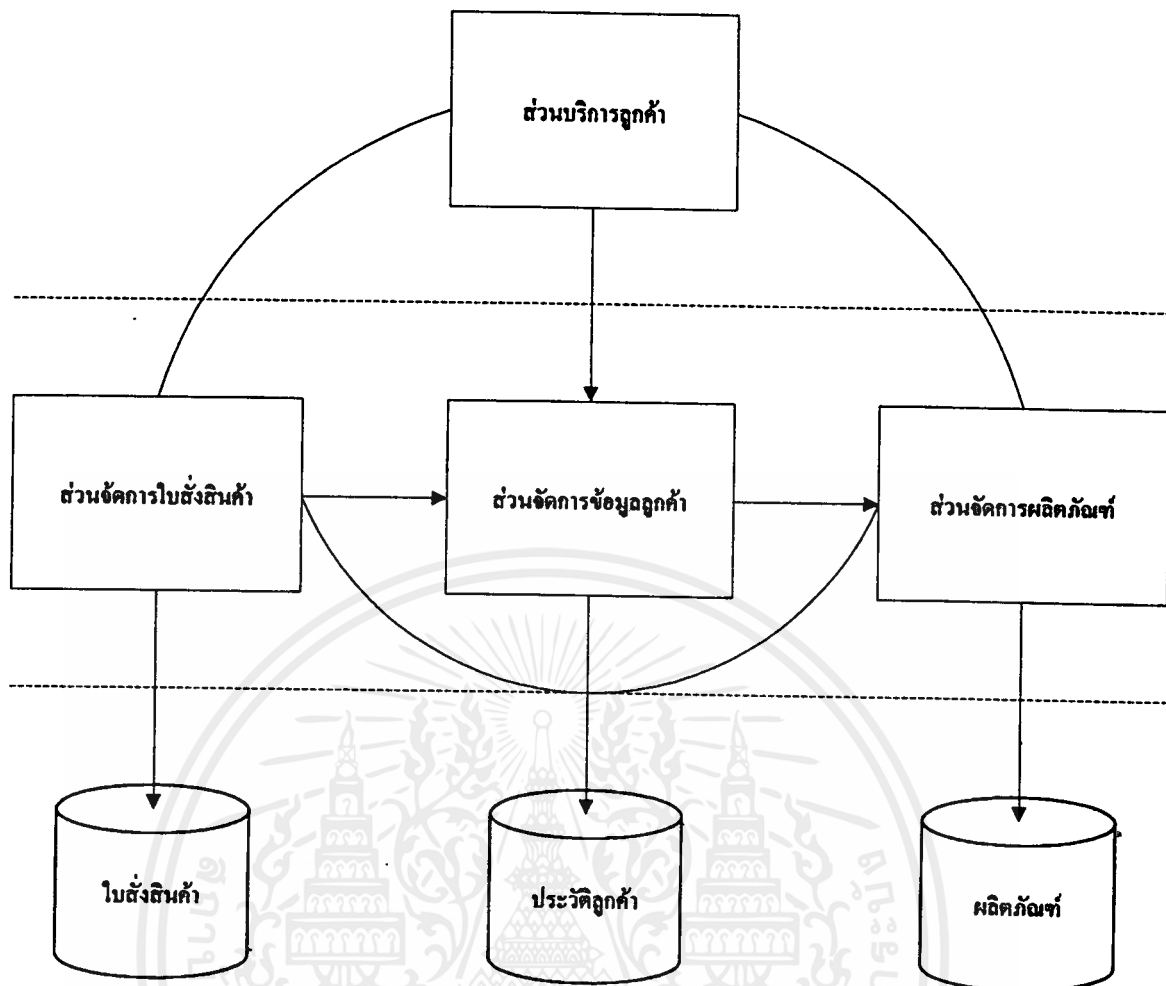 ส่วนบริการลูกค้า
ส่วนจัดการใบสั่งสินค้า
ส่วนจัดการข้อมูลลูกค้า
ส่วนจัดการผลิตภัณฑ์
ใบสั่งสินค้า
ประวัติลูกค้า
ผลิตภัณฑ์